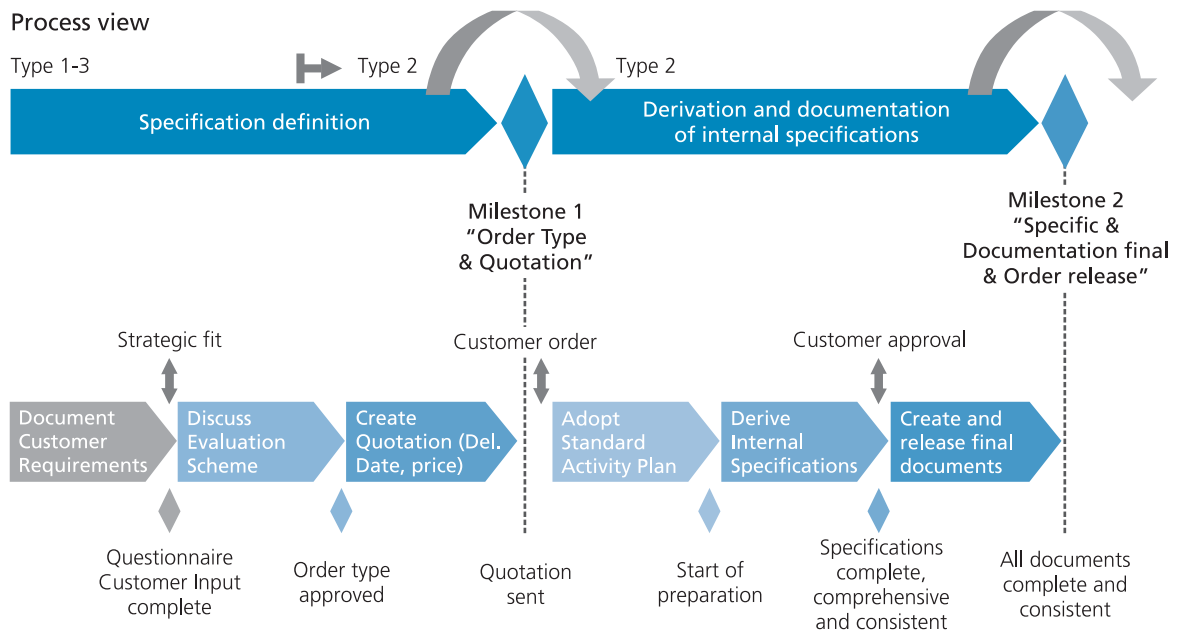 Process view
Type 1-3
Type 2
Type 2
Specification definition
Derivation and documentation
of internal specifications
Milestone 1
“Order Type
& Quotation”
Milestone 2
“Specific &
Documentation final
& Order release”
Strategic fit
Customer order
Customer approval
Document
Customer
Requirements
Discuss
Evaluation
Scheme
Create
Quotation (Del.
Date, price)
Adopt
Standard
Activity Plan
Derive
Internal
Specifications
Create and
release final
documents
Questionnaire
Customer Input
complete
Order type
approved
Quotation
sent
Start of
preparation
Specifications
complete,
comprehensive
and consistent
All documents
complete and
consistent